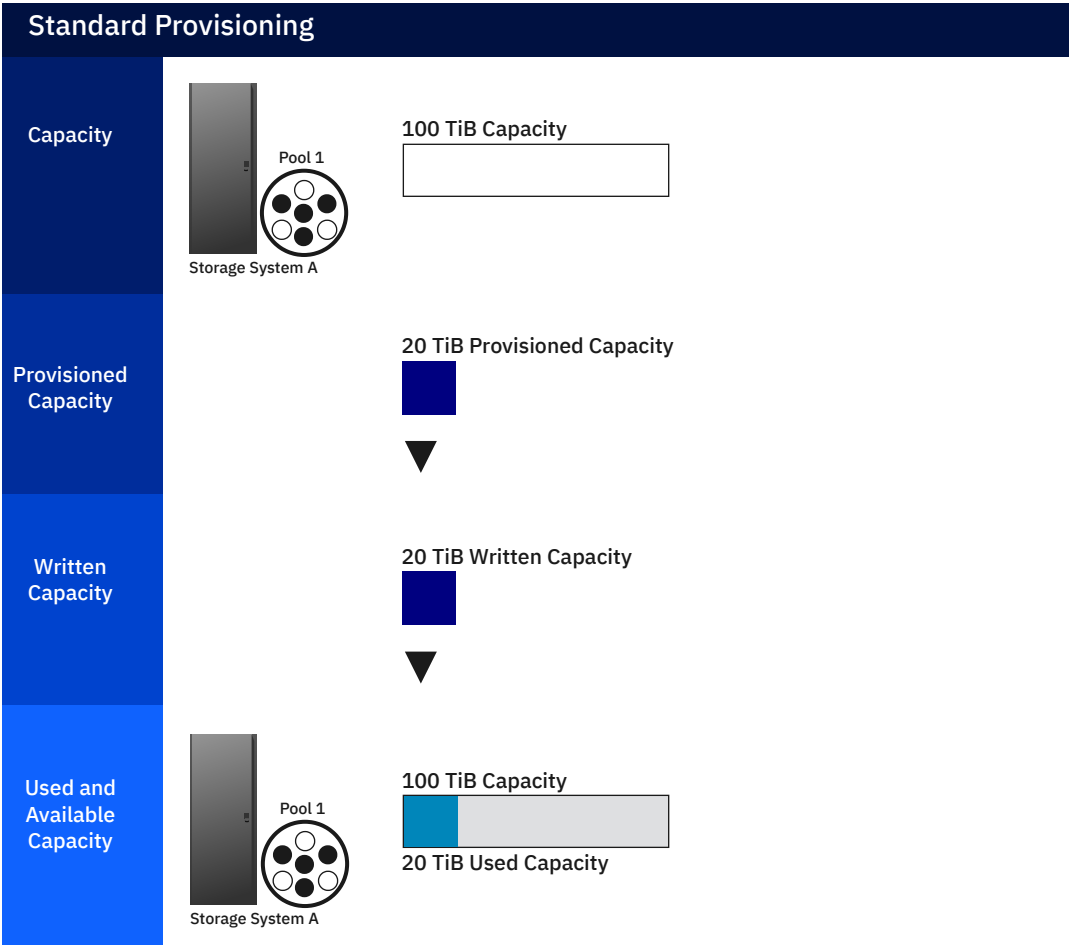 Standard Provisioning
Capacity
Pool 1
Storage System A
100 TiB Capacity
Provisioned
Capacity
20 TiB Provisioned Capacity
Written
Capacity
20 TiB Written Capacity
Used and
Available
Capacity
Pool 1
Storage System A
100 TiB Capacity
20 TiB Used Capacity